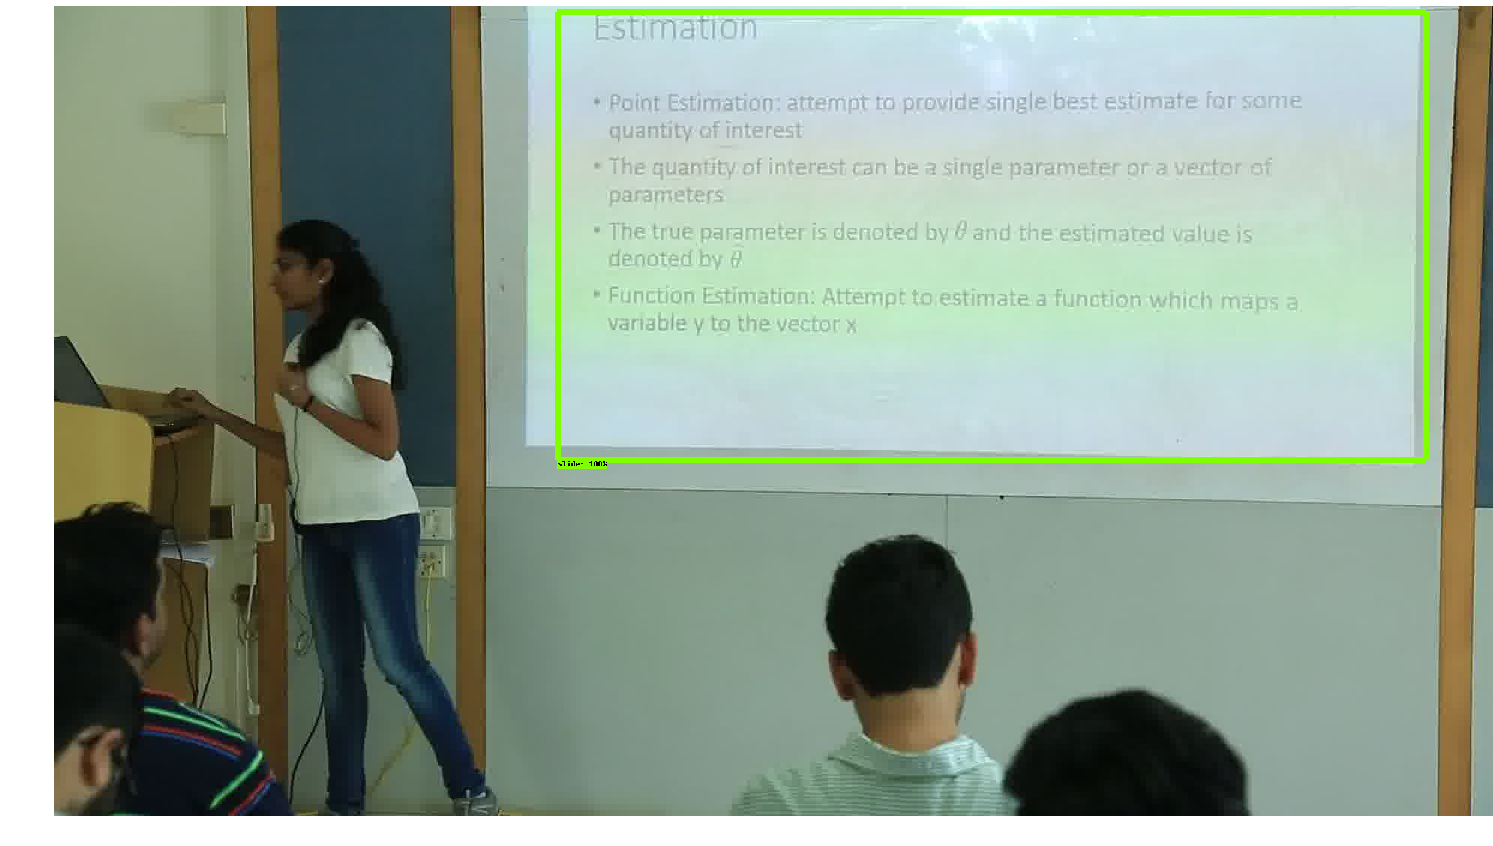 Estimation
• Point Estimation: attempt to provide single best estimate for some
quantity of interest
• The quantity of interest can be a single parameter or a vector of
parameters
• The true parameter is denoted by θ and the estimated value is
denoted by θ̂
• Function Estimation: Attempt to estimate a function which maps a
variable y to the vector x
slide: 100%